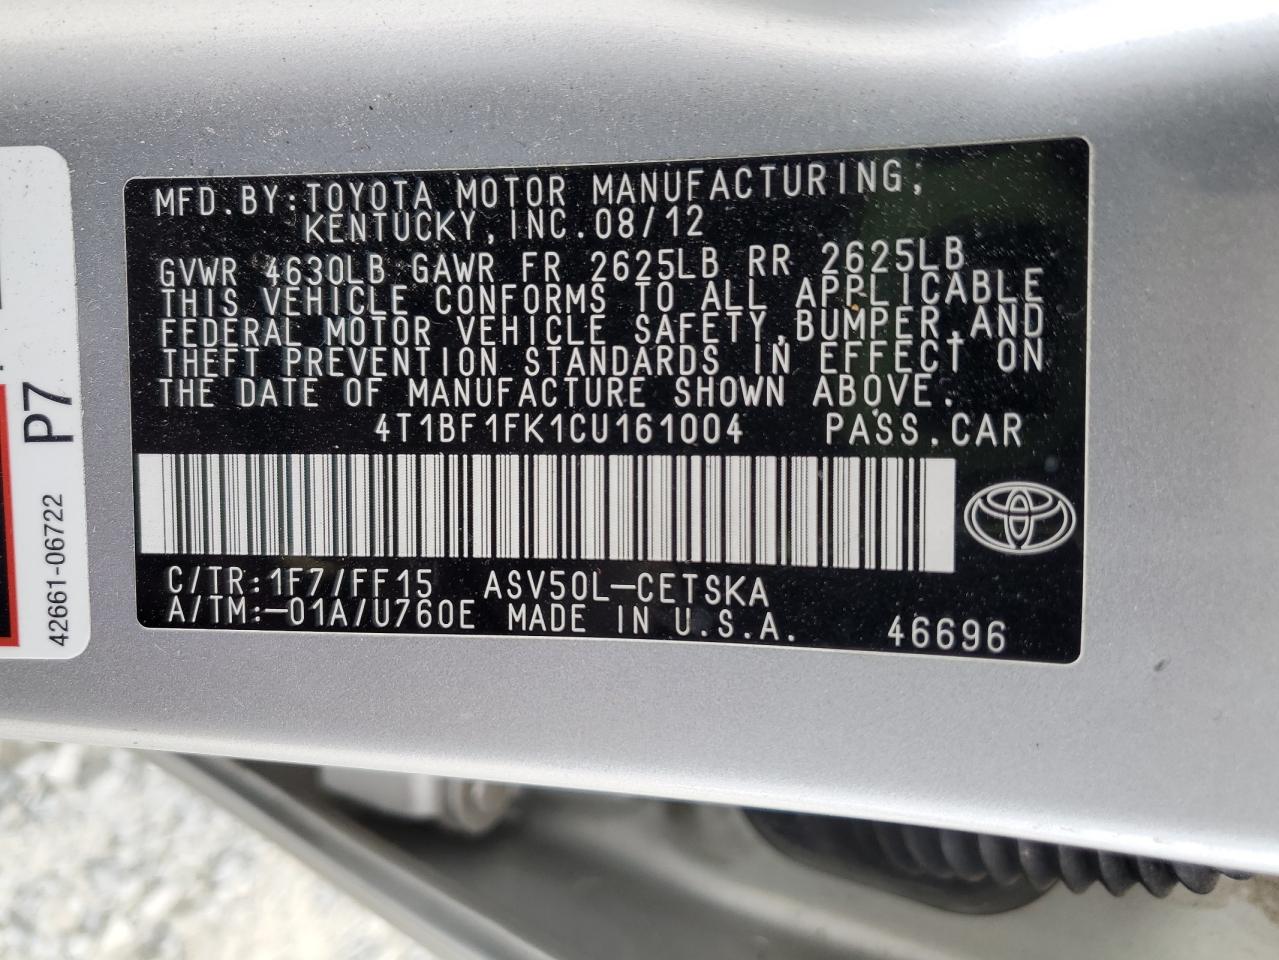 MFD.BY:TOYOTA MOTOR MANUFACTURING,
KENTUCKY,INC.08/12
GVWR 4630LB GAWR FR 2625LB RR 2625LB
THIS VEHICLE CONFORMS TO ALL APPLICABLE
FEDERAL MOTOR VEHICLE SAFETY,BUMPER,AND
THEFT PREVENTION STANDARDS IN EFFECT ON
THE DATE OF MANUFACTURE SHOWN ABOVE.
4T1BF1FK1CU161004 PASS.CAR
C/TR:1F7/FF15 ASV50L-CETSKA
A/TM:-01A/U760E MADE IN U.S.A. 46696
P7
42661-06722